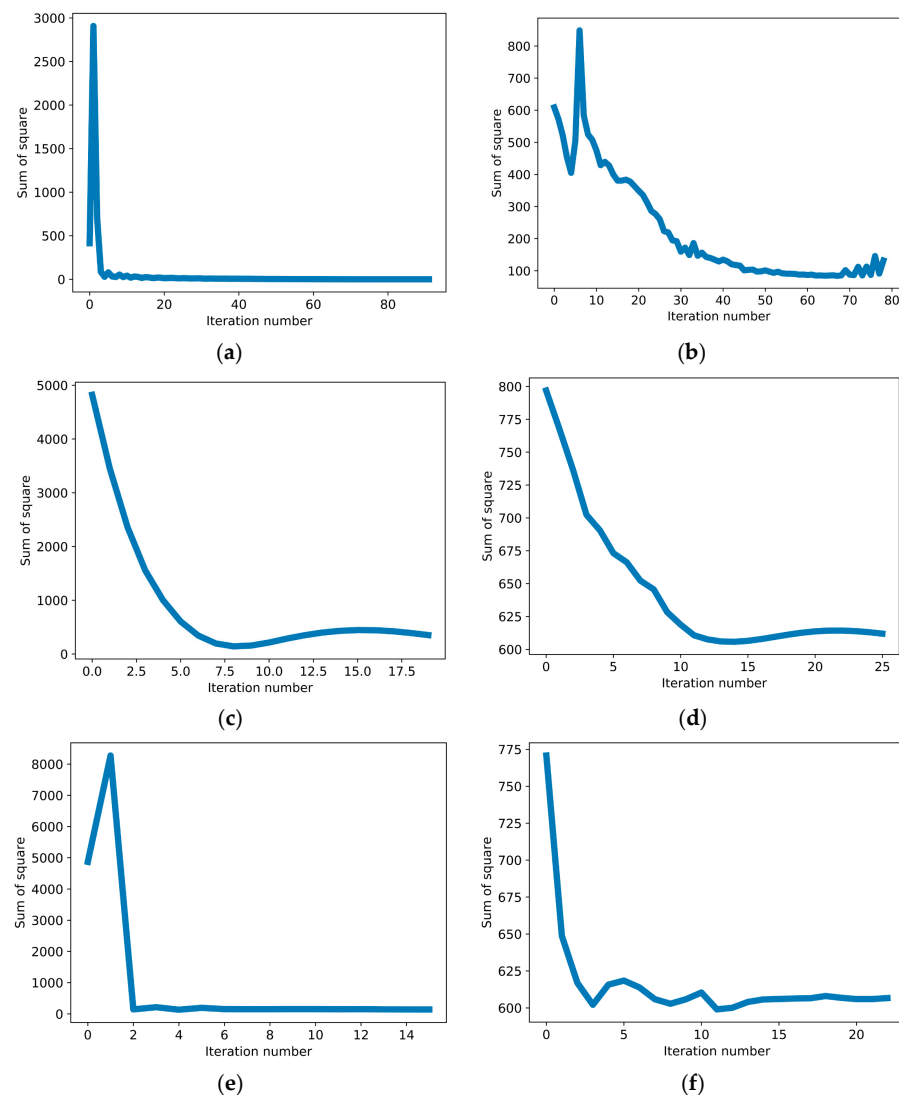 3000
2500
2000
1500
1000
500
0
Sum of square
0 20 40 60 80
Iteration number
(a)
800
700
600
500
400
300
200
100
Sum of square
0 10 20 30 40 50 60 70 80
Iteration number
(b)
5000
4000
3000
2000
1000
0
Sum of square
0.0 2.5 5.0 7.5 10.0 12.5 15.0 17.5
Iteration number
(c)
800
775
750
725
700
675
650
625
600
Sum of square
0 5 10 15 20 25
Iteration number
(d)
8000
7000
6000
5000
4000
3000
2000
1000
0
Sum of square
0 2 4 6 8 10 12 14
Iteration number
(e)
775
750
725
700
675
650
625
600
Sum of square
0 5 10 15 20
Iteration number
(f)